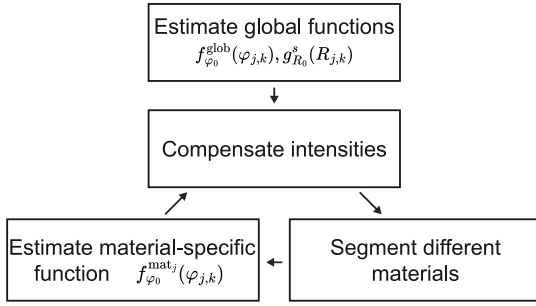 Estimate global functions
$f_{\varphi_0}^{\mathrm{glob}}(\varphi_{j,k}), g_{R_0}^{s}(R_{j,k})$
Compensate intensities
Estimate material-specific
function $f_{\varphi_0}^{\mathrm{mat}_j}(\varphi_{j,k})$
Segment different
materials